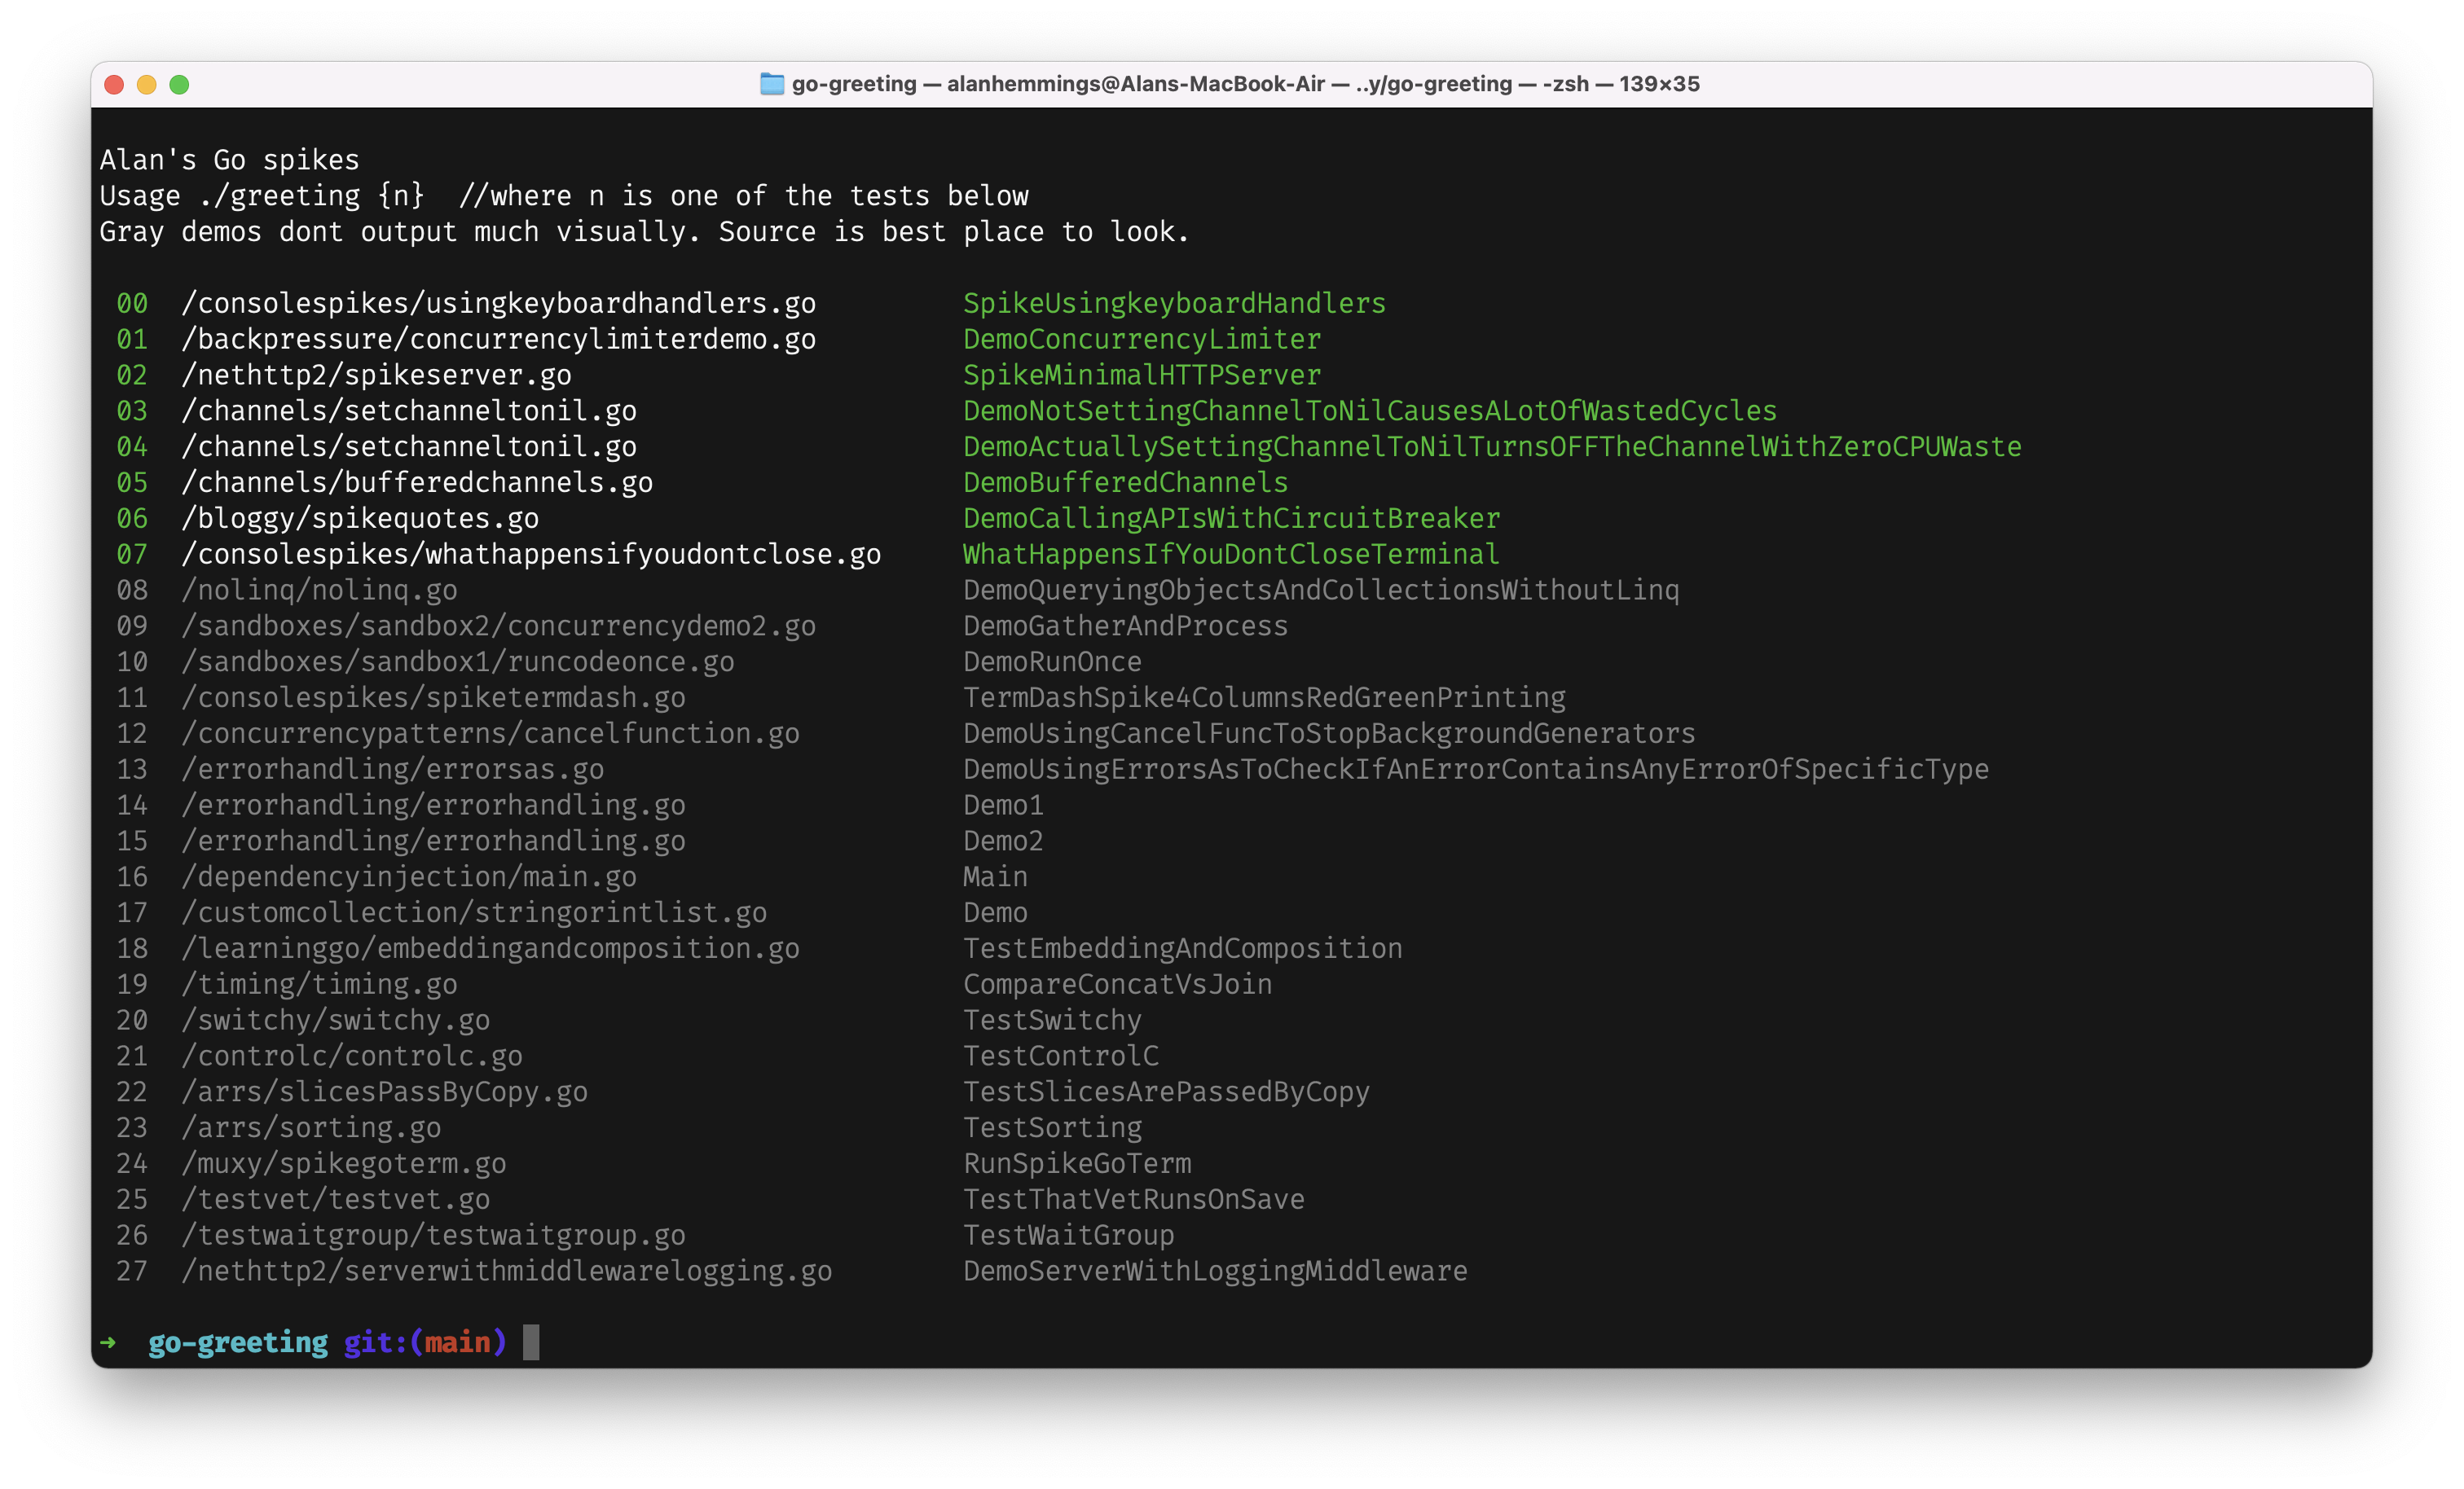 go-greeting — alanhemmings@Alans-MacBook-Air — ..y/go-greeting — -zsh — 139×35
Alan's Go spikes
Usage ./greeting {n}  //where n is one of the tests below
Gray demos dont output much visually. Source is best place to look.
00  /consolespikes/usingkeyboardhandlers.go  SpikeUsingkeyboardHandlers
01  /backpressure/concurrencylimiterdemo.go  DemoConcurrencyLimiter
02  /nethttp2/spikeserver.go  SpikeMinimalHTTPServer
03  /channels/setchanneltonil.go  DemoNotSettingChannelToNilCausesALotOfWastedCycles
04  /channels/setchanneltonil.go  DemoActuallySettingChannelToNilTurnsOFFTheChannelWithZeroCPUWaste
05  /channels/bufferedchannels.go  DemoBufferedChannels
06  /bloggy/spikequotes.go  DemoCallingAPIsWithCircuitBreaker
07  /consolespikes/whathappensifyoudontclose.go  WhatHappensIfYouDontCloseTerminal
08  /nolinq/nolinq.go  DemoQueryingObjectsAndCollectionsWithoutLinq
09  /sandboxes/sandbox2/concurrencydemo2.go  DemoGatherAndProcess
10  /sandboxes/sandbox1/runcodeonce.go  DemoRunOnce
11  /consolespikes/spiketermdash.go  TermDashSpike4ColumnsRedGreenPrinting
12  /concurrencypatterns/cancelfunction.go  DemoUsingCancelFuncToStopBackgroundGenerators
13  /errorhandling/errorsas.go  DemoUsingErrorsAsToCheckIfAnErrorContainsAnyErrorOfSpecificType
14  /errorhandling/errorhandling.go  Demo1
15  /errorhandling/errorhandling.go  Demo2
16  /dependencyinjection/main.go  Main
17  /customcollection/stringorintlist.go  Demo
18  /learninggo/embeddingandcomposition.go  TestEmbeddingAndComposition
19  /timing/timing.go  CompareConcatVsJoin
20  /switchy/switchy.go  TestSwitchy
21  /controlc/controlc.go  TestControlC
22  /arrs/slicesPassByCopy.go  TestSlicesArePassedByCopy
23  /arrs/sorting.go  TestSorting
24  /muxy/spikegoterm.go  RunSpikeGoTerm
25  /testvet/testvet.go  TestThatVetRunsOnSave
26  /testwaitgroup/testwaitgroup.go  TestWaitGroup
27  /nethttp2/serverwithmiddlewarelogging.go  DemoServerWithLoggingMiddleware
➜  go-greeting git:(main)